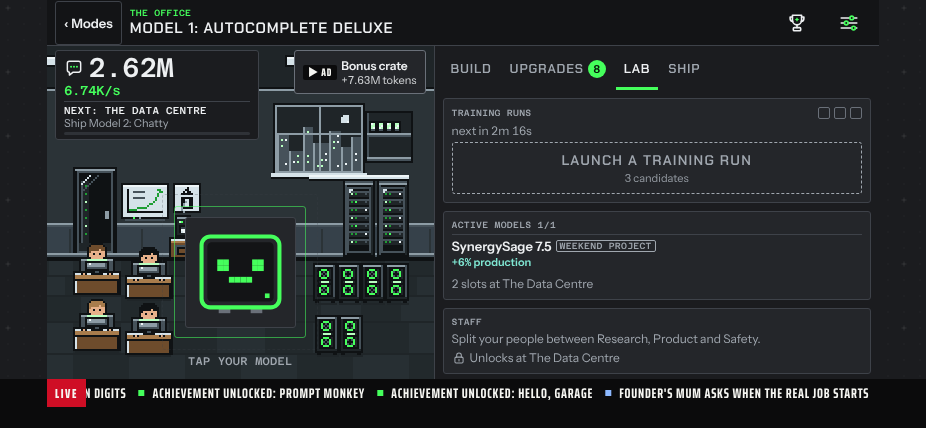 ‹ Modes
THE OFFICE
MODEL 1: AUTOCOMPLETE DELUXE
2.62M
6.74K/s
NEXT: THE DATA CENTRE
Ship Model 2: Chatty
AD
Bonus crate
+7.63M tokens
TAP YOUR MODEL
BUILD
UPGRADES 8
LAB
SHIP
TRAINING RUNS
next in 2m 16s
LAUNCH A TRAINING RUN
3 candidates
ACTIVE MODELS 1/1
SynergySage 7.5 WEEKEND PROJECT
+6% production
2 slots at The Data Centre
STAFF
Split your people between Research, Product and Safety.
Unlocks at The Data Centre
LIVE
N DIGITS ACHIEVEMENT UNLOCKED: PROMPT MONKEY ACHIEVEMENT UNLOCKED: HELLO, GARAGE FOUNDER'S MUM ASKS WHEN THE REAL JOB STARTS